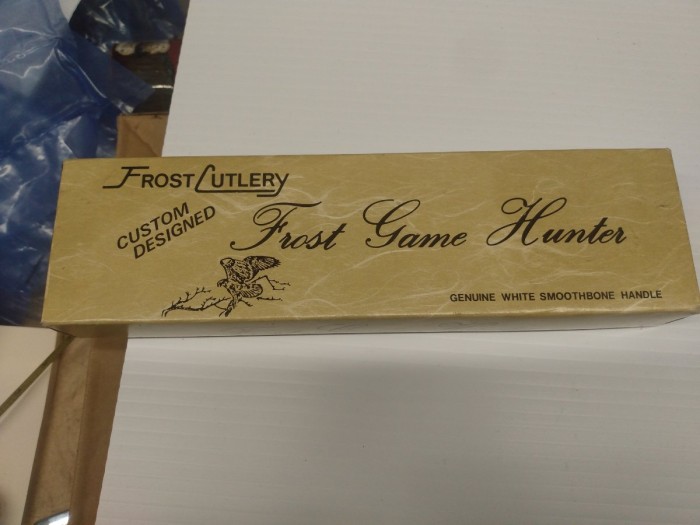 FROST CUTLERY
CUSTOM
DESIGNED
Frost Game Hunter
GENUINE WHITE SMOOTHBONE HANDLE